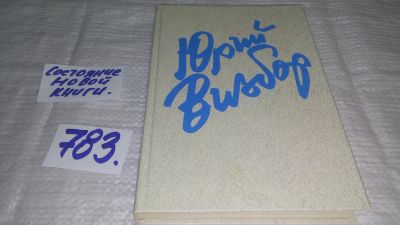 Состояние
новой
книги.
783.
Юрий
Визбор